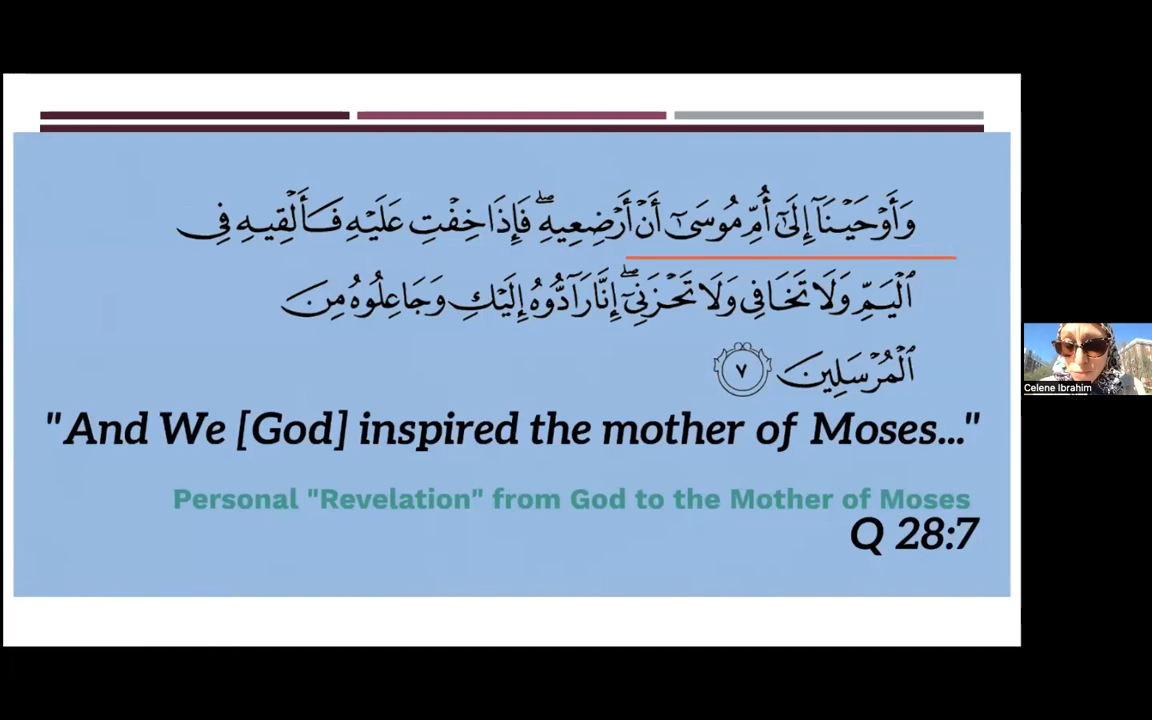 وَأَوْحَيْنَآ إِلَىٰٓ أُمِّ مُوسَىٰٓ أَنْ أَرْضِعِيهِ ۖ فَإِذَا خِفْتِ عَلَيْهِ فَأَلْقِيهِ فِى
ٱلْيَمِّ وَلَا تَخَافِى وَلَا تَحْزَنِىٓ ۖ إِنَّا رَآدُّوهُ إِلَيْكِ وَجَاعِلُوهُ مِنَ
ٱلْمُرْسَلِينَ ٧
"And We [God] inspired the mother of Moses..."
Personal "Revelation" from God to the Mother of Moses
Q 28:7
Celene Ibrahim